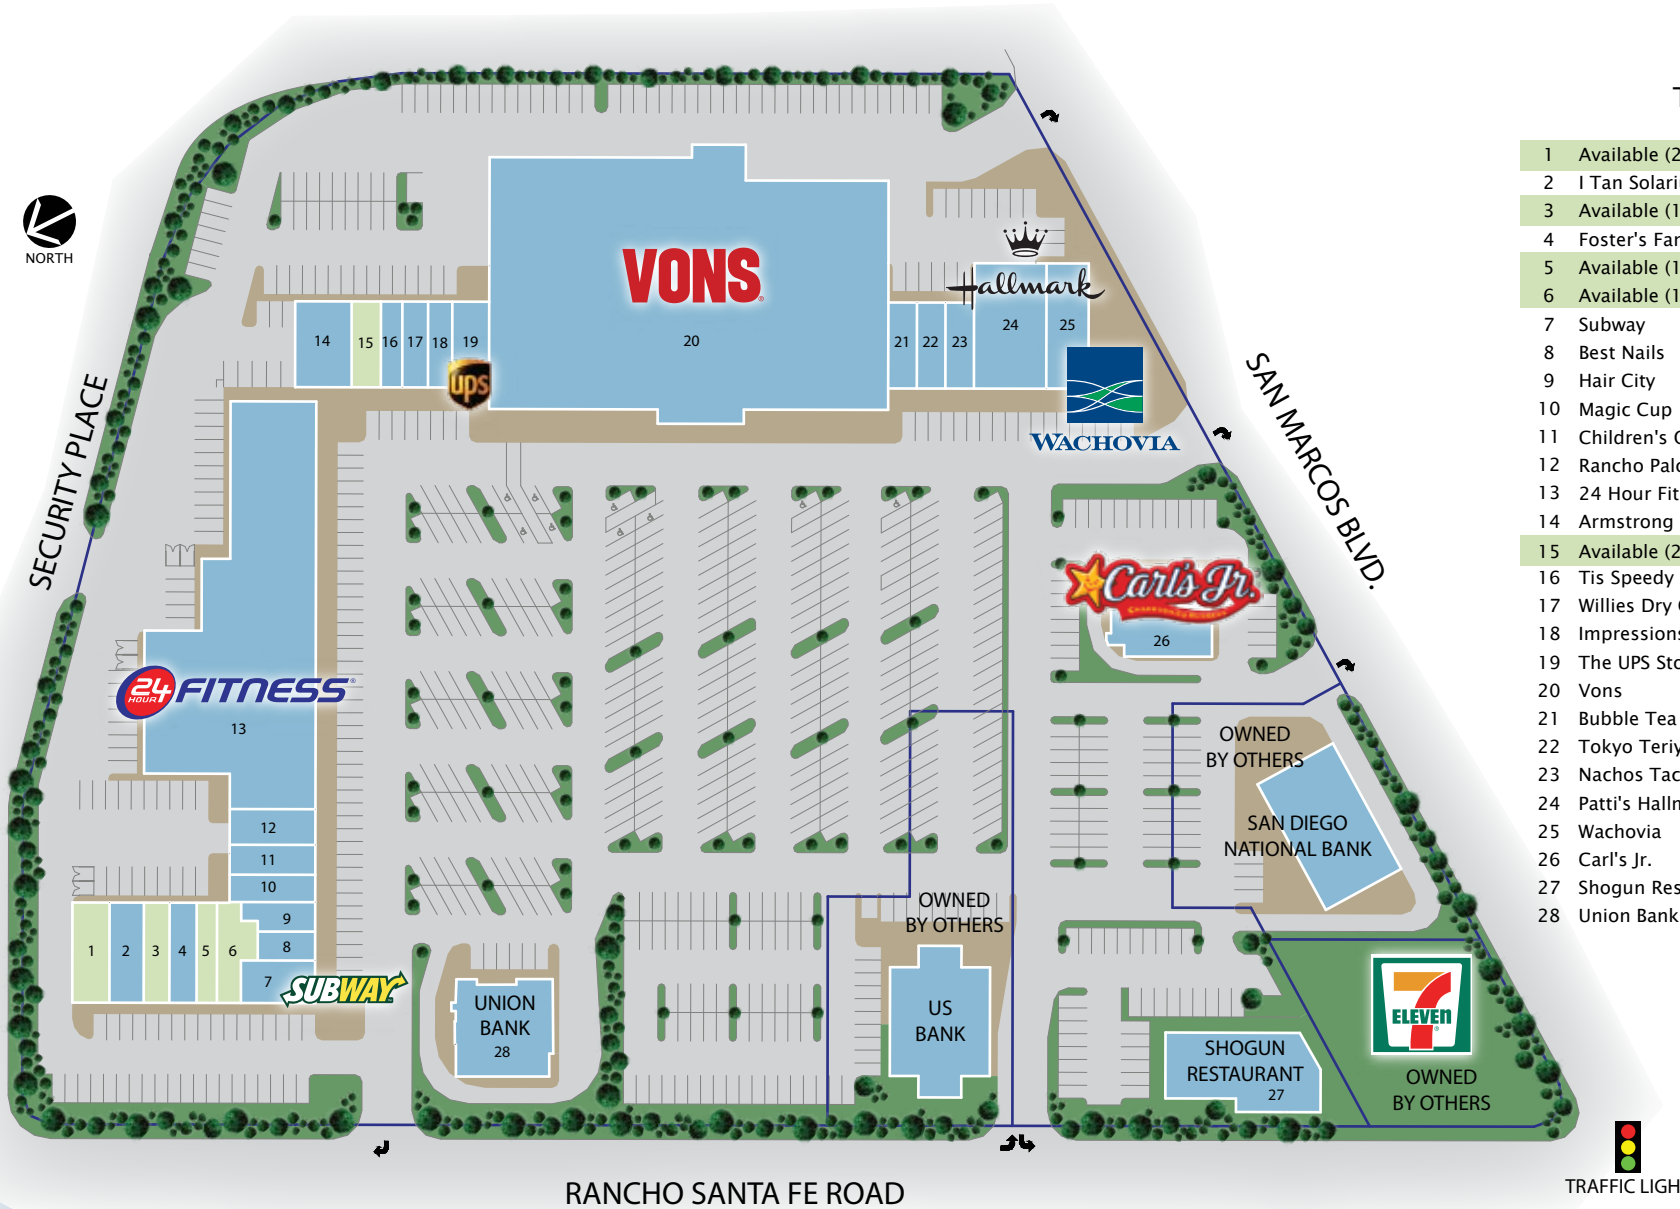 T
1 Available (2
2 I Tan Solari
3 Available (1
4 Foster's Far
5 Available (1
6 Available (1
7 Subway
8 Best Nails
9 Hair City
10 Magic Cup
11 Children's C
12 Rancho Palo
13 24 Hour Fit
14 Armstrong
15 Available (2
16 Tis Speedy
17 Willies Dry
18 Impressions
19 The UPS Sto
20 Vons
21 Bubble Tea
22 Tokyo Teriy
23 Nachos Tac
24 Patti's Hallm
25 Wachovia
26 Carl's Jr.
27 Shogun Res
28 Union Bank
NORTH
SECURITY PLACE
SAN MARCOS BLVD.
RANCHO SANTA FE ROAD
TRAFFIC LIGH
VONS
20
Hallmark
14
15
16
17
18
19
ups
21
22
23
24
25
WACHOVIA
Carl's Jr.
26
24
HOUR
FITNESS
13
12
11
10
9
8
7
1
2
3
4
5
6
SUBWAY
UNION
BANK
28
OWNED
BY OTHERS
US
BANK
OWNED
BY OTHERS
SAN DIEGO
NATIONAL BANK
SHOGUN
RESTAURANT
27
7
ELEVEn
OWNED
BY OTHERS